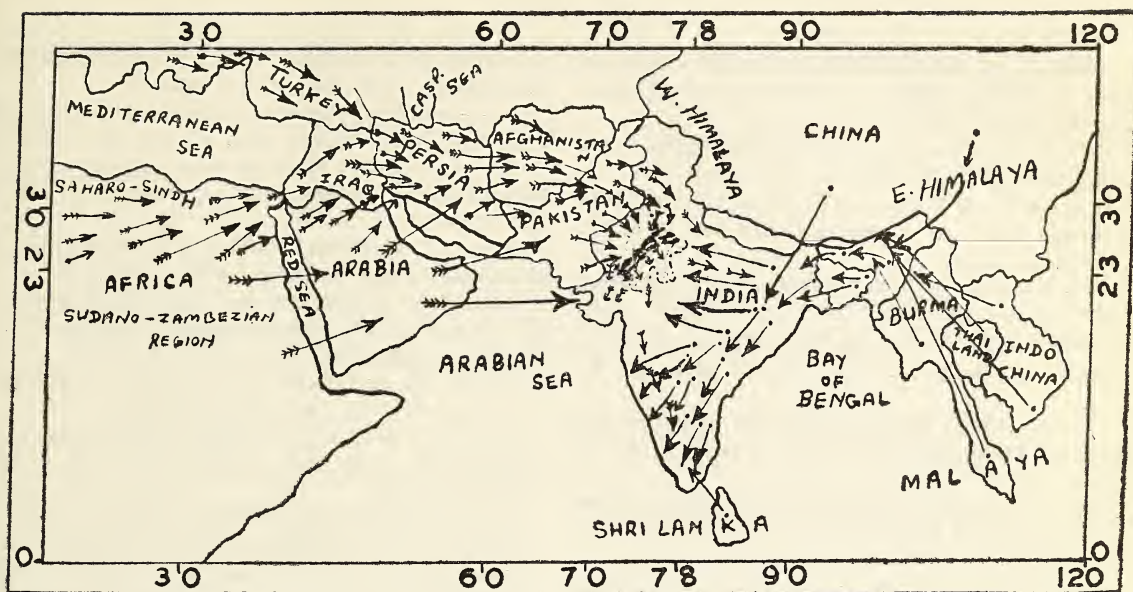 30 60 70 78 90 120
TURKEY
CASP. SEA
W. HIMALAYA
CHINA
MEDITERRANEAN
SEA
AFGHANISTAN
PERSIA
IRAQ
E. HIMALAYA
SAHARO-SINDH
PAKISTAN
30
30
23
23
AFRICA
RED SEA
ARABIA
INDIA
BURMA
SUDANO-ZAMBEZIAN
REGION
THAI
LAND
INDO
CHINA
ARABIAN
SEA
BAY
OF
BENGAL
MALAYA
SHRI LANKA
0
0
30 60 70 78 90 120